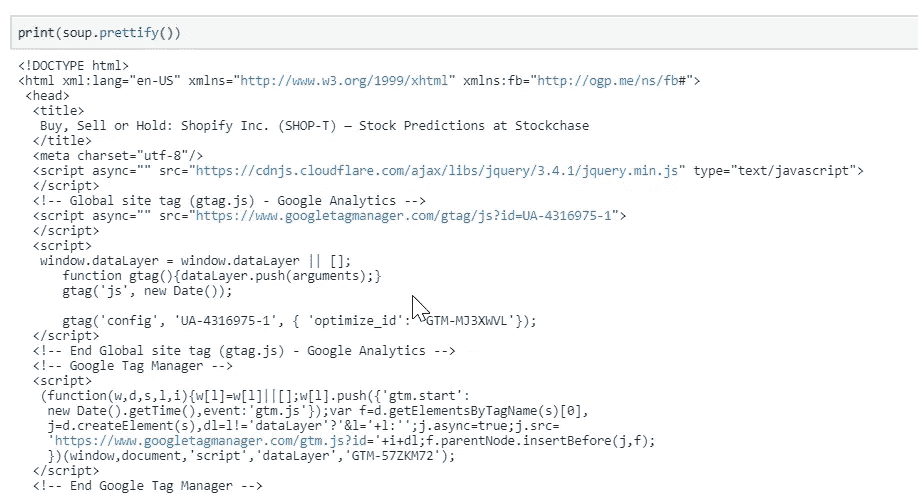 print(soup.prettify())
<!DOCTYPE html>
<html xml:lang="en-US" xmlns="http://www.w3.org/1999/xhtml" xmlns:fb="http://ogp.me/ns/fb#">
<head>
<title>
Buy, Sell or Hold: Shopify Inc. (SHOP-T) — Stock Predictions at Stockchase
</title>
<meta charset="utf-8"/>
<script async="" src="https://cdnjs.cloudflare.com/ajax/libs/jquery/3.4.1/jquery.min.js" type="text/javascript">
</script>
<!-- Global site tag (gtag.js) - Google Analytics -->
<script async="" src="https://www.googletagmanager.com/gtag/js?id=UA-4316975-1">
</script>
<script>
window.dataLayer = window.dataLayer || [];
function gtag(){dataLayer.push(arguments);}
gtag('js', new Date());
gtag('config', 'UA-4316975-1', { 'optimize_id': 'GTM-MJ3XWVL'});
</script>
<!-- End Global site tag (gtag.js) - Google Analytics -->
<!-- Google Tag Manager -->
<script>
(function(w,d,s,l,i){w[l]=w[l]||[];w[l].push({'gtm.start':
new Date().getTime(),event:'gtm.js'});var f=d.getElementsByTagName(s)[0],
j=d.createElement(s),dl=l!='dataLayer'?'&l='+l:'';j.async=true;j.src=
'https://www.googletagmanager.com/gtm.js?id='+i+dl;f.parentNode.insertBefore(j,f);
})(window,document,'script','dataLayer','GTM-57ZKM72');
</script>
<!-- End Google Tag Manager -->